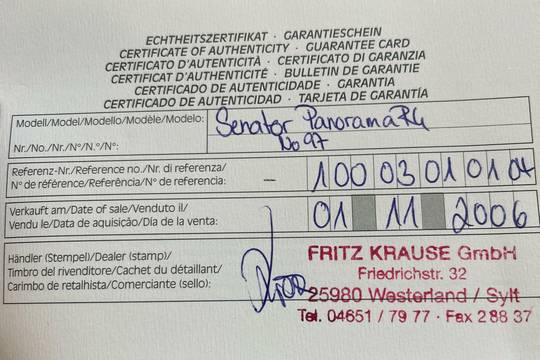 ECHTHEITSZERTIFIKAT · GARANTIESCHEIN
CERTIFICATE OF AUTHENTICITY · GUARANTEE CARD
CERTIFICATO D'AUTENTICITÀ · CERTIFICATO DI GARANZIA
CERTIFICAT D'AUTHENTICITÉ · BULLETIN DE GARANTIE
CERTIFICADO DE AUTENTICIDADE · GARANTIA
CERTIFICADO DE AUTENTICIDAD · TARJETA DE GARANTÍA
Modell/Model/Modello/Modèle/Modelo: Senator Panorama
Nr./No./Nr./N°/N.°/N°: No 97
Referenz-Nr./Reference no./Nr. di referenza/
N° de référence/Referência/N° de referencia: – 100 03 01 01 04
Verkauft am/Date of sale/Venduto il/
Vendu le/Data de aquisição/Día de la venta: 01 11 2006
Händler (Stempel)/Dealer (stamp)/
Timbro del rivenditore/Cachet du détaillant/
Carimbo de retalhista/Comerciante (sello):
FRITZ KRAUSE GmbH
Friedrichstr. 32
25980 Westerland / Sylt
Tel. 04651 / 79 77 · Fax 2 88 37